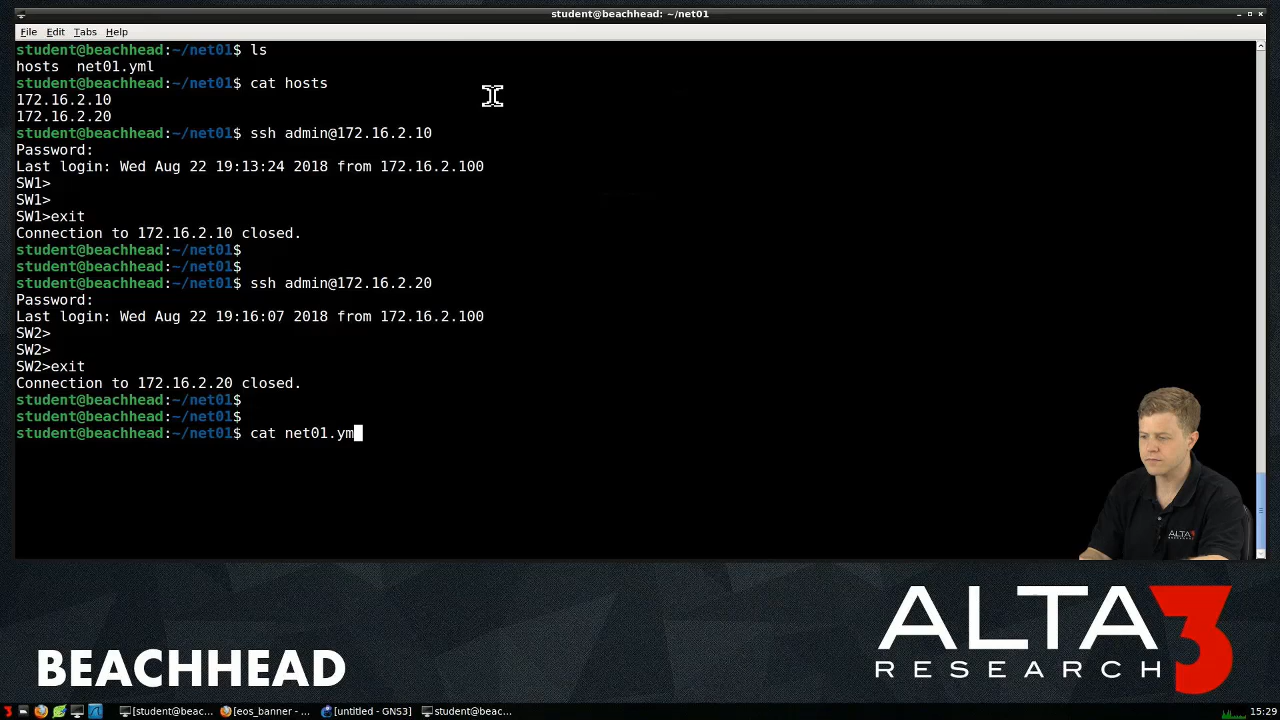 student@beachhead: ~/net01
File Edit Tabs Help
student@beachhead:~/net01$ ls
hosts  net01.yml
student@beachhead:~/net01$ cat hosts
172.16.2.10
172.16.2.20
student@beachhead:~/net01$ ssh admin@172.16.2.10
Password:
Last login: Wed Aug 22 19:13:24 2018 from 172.16.2.100
SW1>
SW1>
SW1>exit
Connection to 172.16.2.10 closed.
student@beachhead:~/net01$
student@beachhead:~/net01$
student@beachhead:~/net01$ ssh admin@172.16.2.20
Password:
Last login: Wed Aug 22 19:16:07 2018 from 172.16.2.100
SW2>
SW2>
SW2>exit
Connection to 172.16.2.20 closed.
student@beachhead:~/net01$
student@beachhead:~/net01$
student@beachhead:~/net01$ cat net01.ym
ALTA3
BEACHHEAD
ALTA3
RESEARCH
[student@beac...
[eos_banner - ...
[untitled - GNS3]
student@beac...
15:29